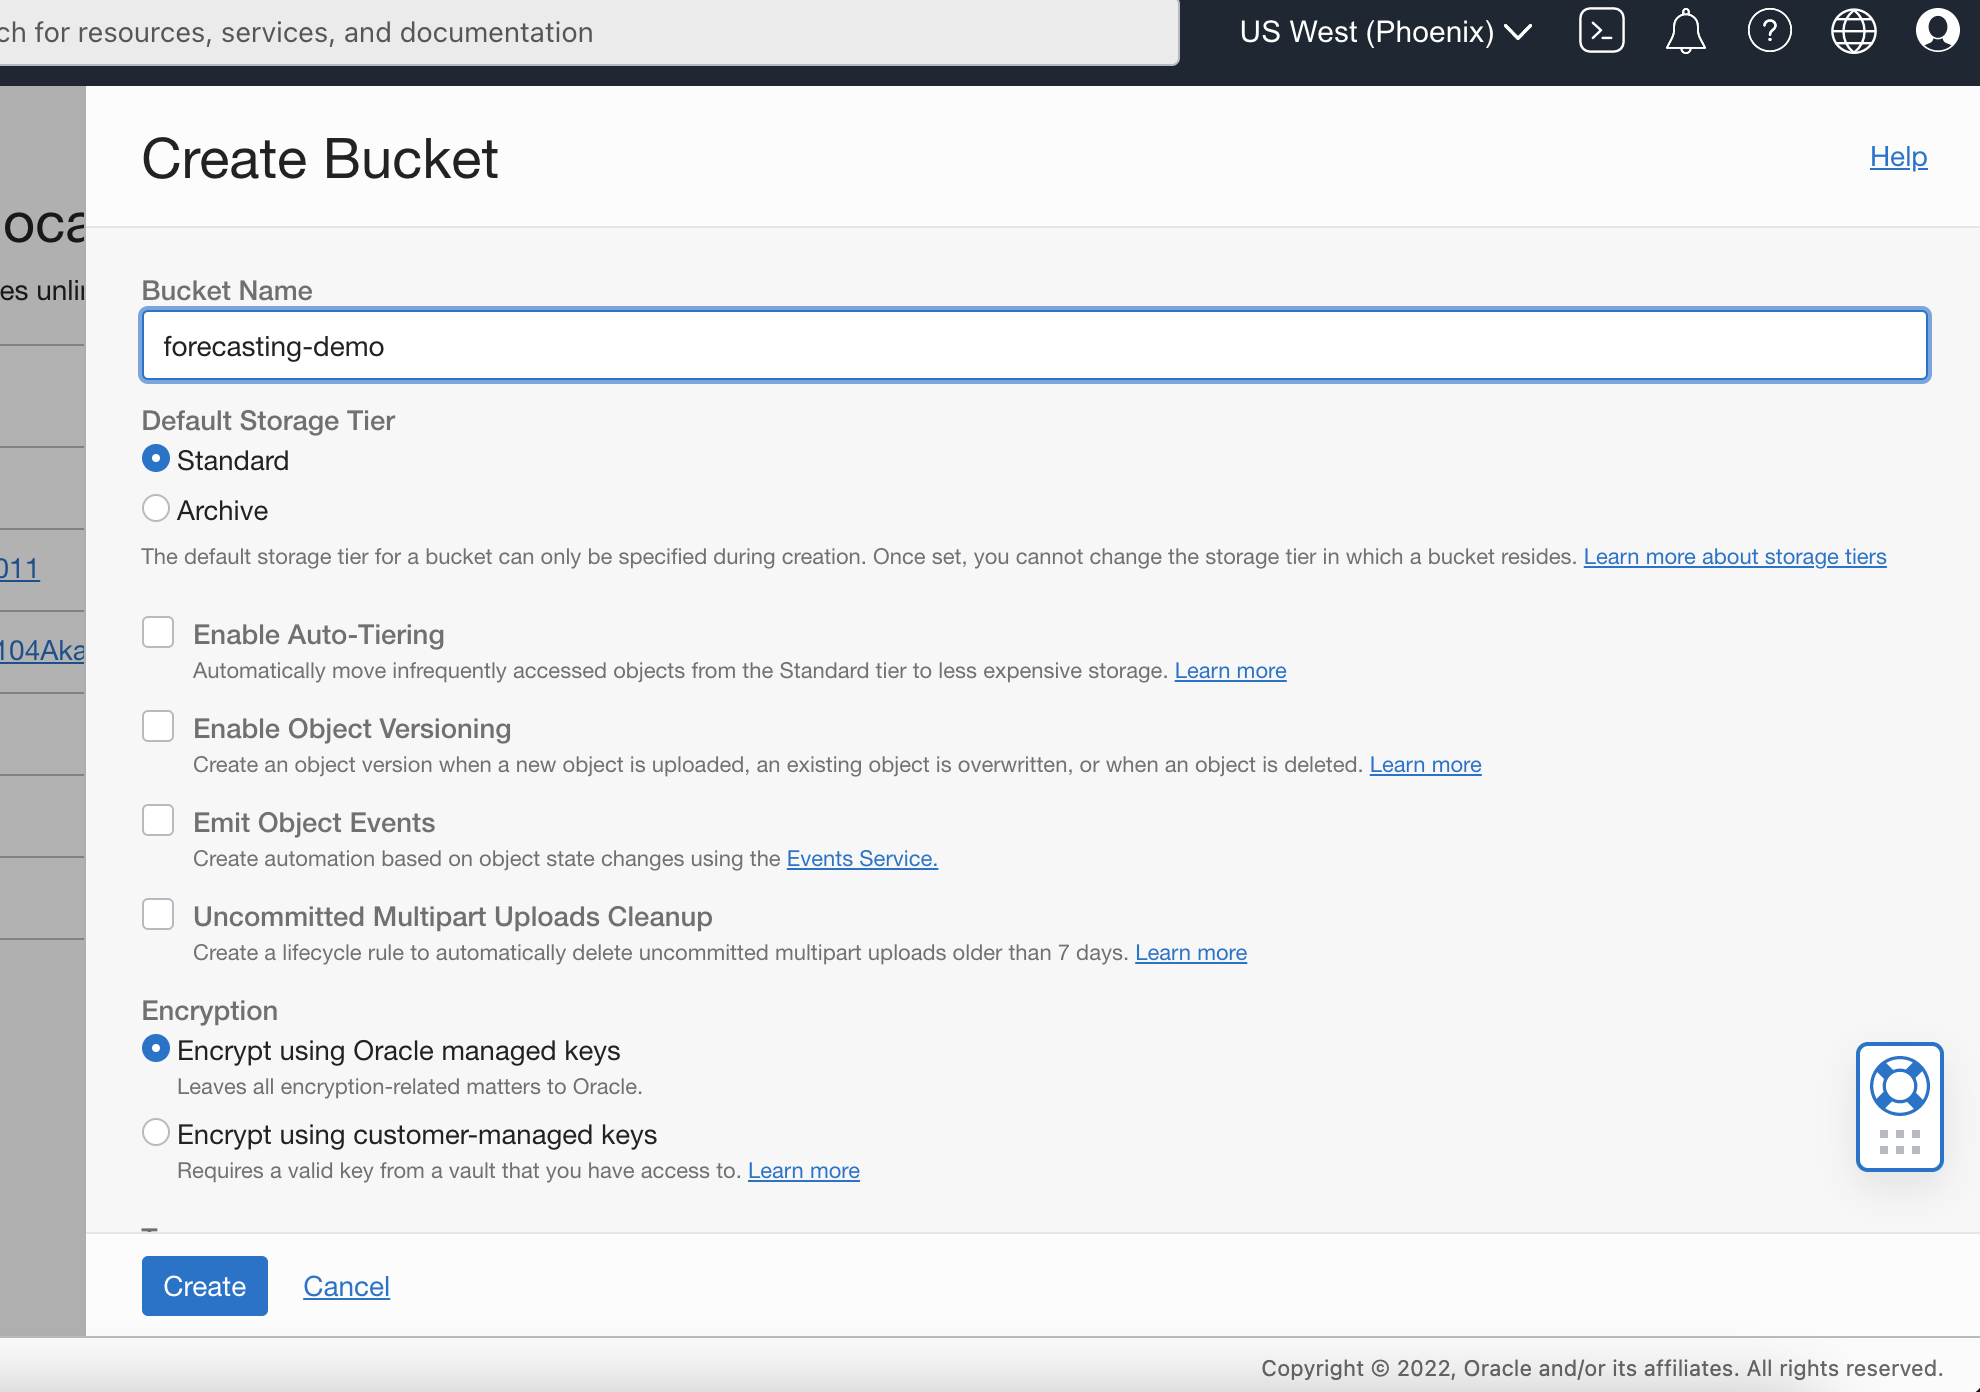 ch for resources, services, and documentation
US West (Phoenix)
Create Bucket
Help
oca
es unli
011
104Aka
Bucket Name
forecasting-demo
Default Storage Tier
Standard
Archive
The default storage tier for a bucket can only be specified during creation. Once set, you cannot change the storage tier in which a bucket resides. Learn more about storage tiers
Enable Auto-Tiering
Automatically move infrequently accessed objects from the Standard tier to less expensive storage. Learn more
Enable Object Versioning
Create an object version when a new object is uploaded, an existing object is overwritten, or when an object is deleted. Learn more
Emit Object Events
Create automation based on object state changes using the Events Service.
Uncommitted Multipart Uploads Cleanup
Create a lifecycle rule to automatically delete uncommitted multipart uploads older than 7 days. Learn more
Encryption
Encrypt using Oracle managed keys
Leaves all encryption-related matters to Oracle.
Encrypt using customer-managed keys
Requires a valid key from a vault that you have access to. Learn more
Create
Cancel
Copyright © 2022, Oracle and/or its affiliates. All rights reserved.